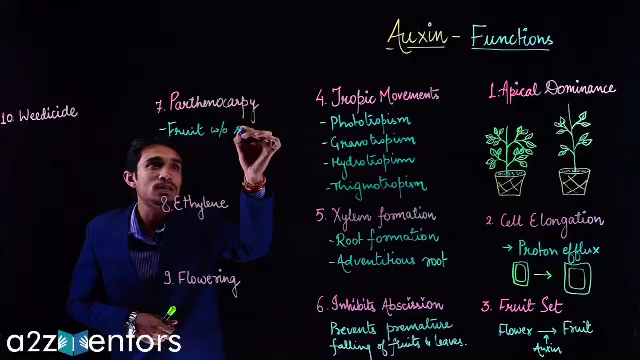 Auxin - Functions
1. Apical Dominance
2. Cell Elongation
→ Proton efflux
3. Fruit Set
Flower → Fruit
↑
Auxin
4. Tropic Movements
- Phototropism
- Gravotropism
- Hydrotropism
- Thigmotropism
5. Xylem formation
- Root formation
- Adventitious root
6. Inhibits Abscission
Prevents premature
falling of fruits & leaves.
7. Parthenocarpy
- Fruit w/o
8. Ethylene
9. Flowering
10. Weedicide
a2zmentors